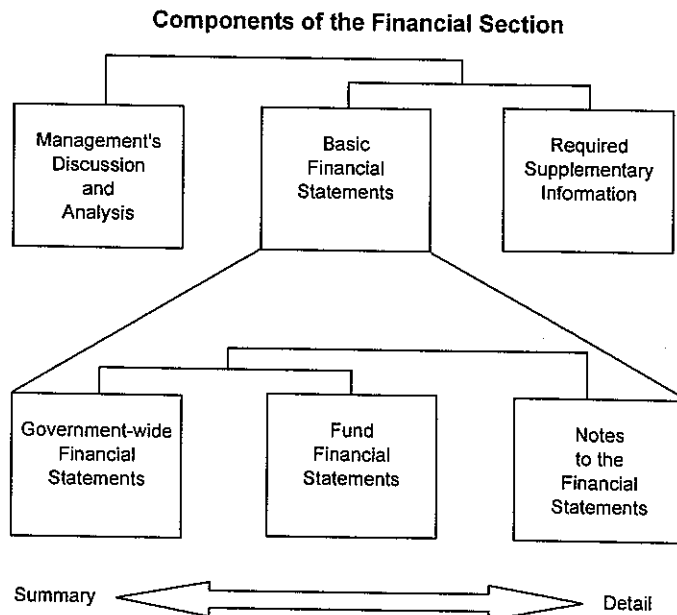 Components of the Financial Section
Management's
Discussion
and
Analysis
Basic
Financial
Statements
Required
Supplementary
Information
Government-wide
Financial
Statements
Fund
Financial
Statements
Notes
to the
Financial
Statements
Summary
Detail